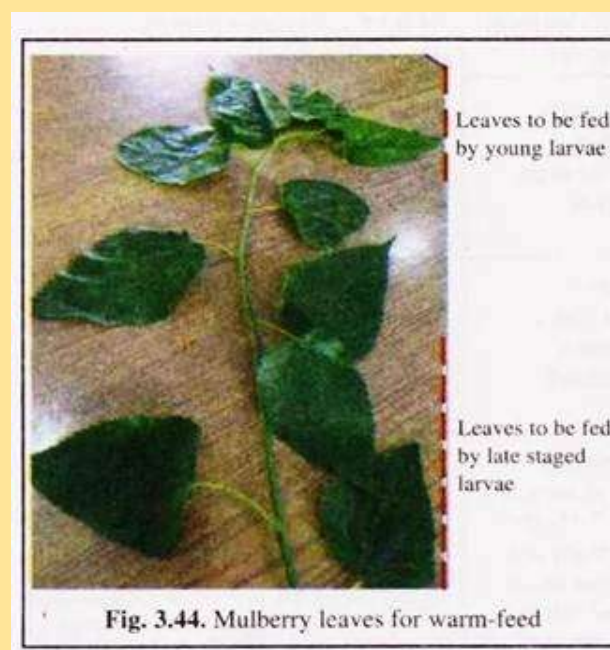 Leaves to be fed
by young larvae
Leaves to be fed
by late staged
larvae
Fig. 3.44. Mulberry leaves for warm-feed